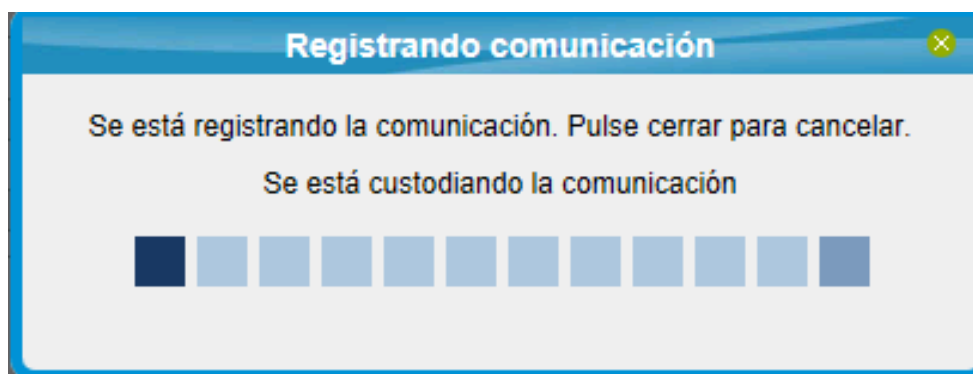 Registrando comunicación
Se está registrando la comunicación. Pulse cerrar para cancelar.
Se está custodiando la comunicación